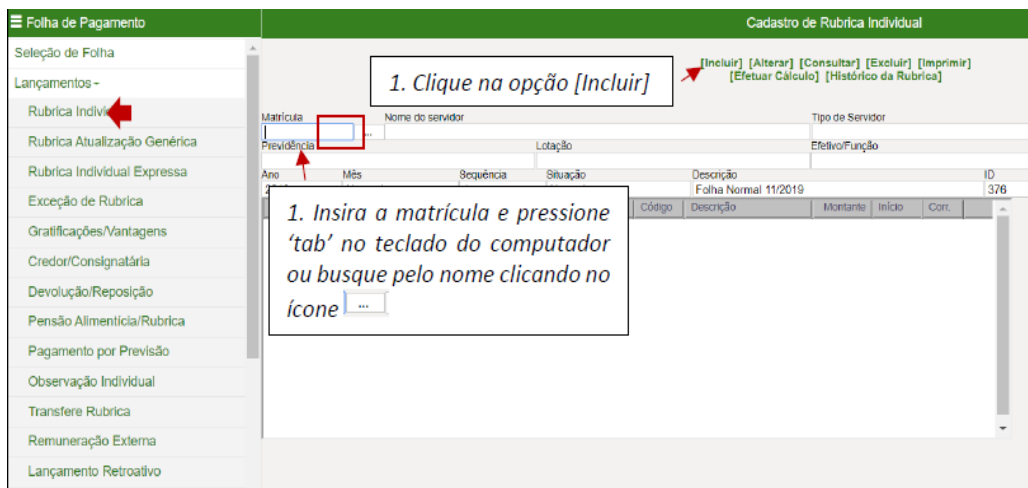 Folha de Pagamento
Cadastro de Rubrica Individual
Seleção de Folha
Lançamentos
[Incluir] [Alterar] [Consultar] [Excluir] [Imprimir]
[Efetuar Cálculo] [Histórico da Rubrica]
1. Clique na opção [Incluir]
Rubrica
Rubrica Atualização Genérica
Rubrica Individual Expressa
Exceção de Rubrica
Gratificações/Vantagens
Credor/Consignatária
Devolução/Reposição
Pensão Alimentícia/Rubrica
Pagamento por Previsão
Observação Individual
Transfere Rubrica
Remuneração Externa
Lançamento Retroativo
Matrícula Nome do servidor Tipo de Servidor
...
Previdência Lotação Efetivo/Função
Ano Mês Sequência Situação Descrição ID
Folha Normal 11/2019 376
Código Descrição Montante Início Corr.
1. Insira a matrícula e pressione
‘tab’ no teclado do computador
ou busque pelo nome clicando no
ícone ...